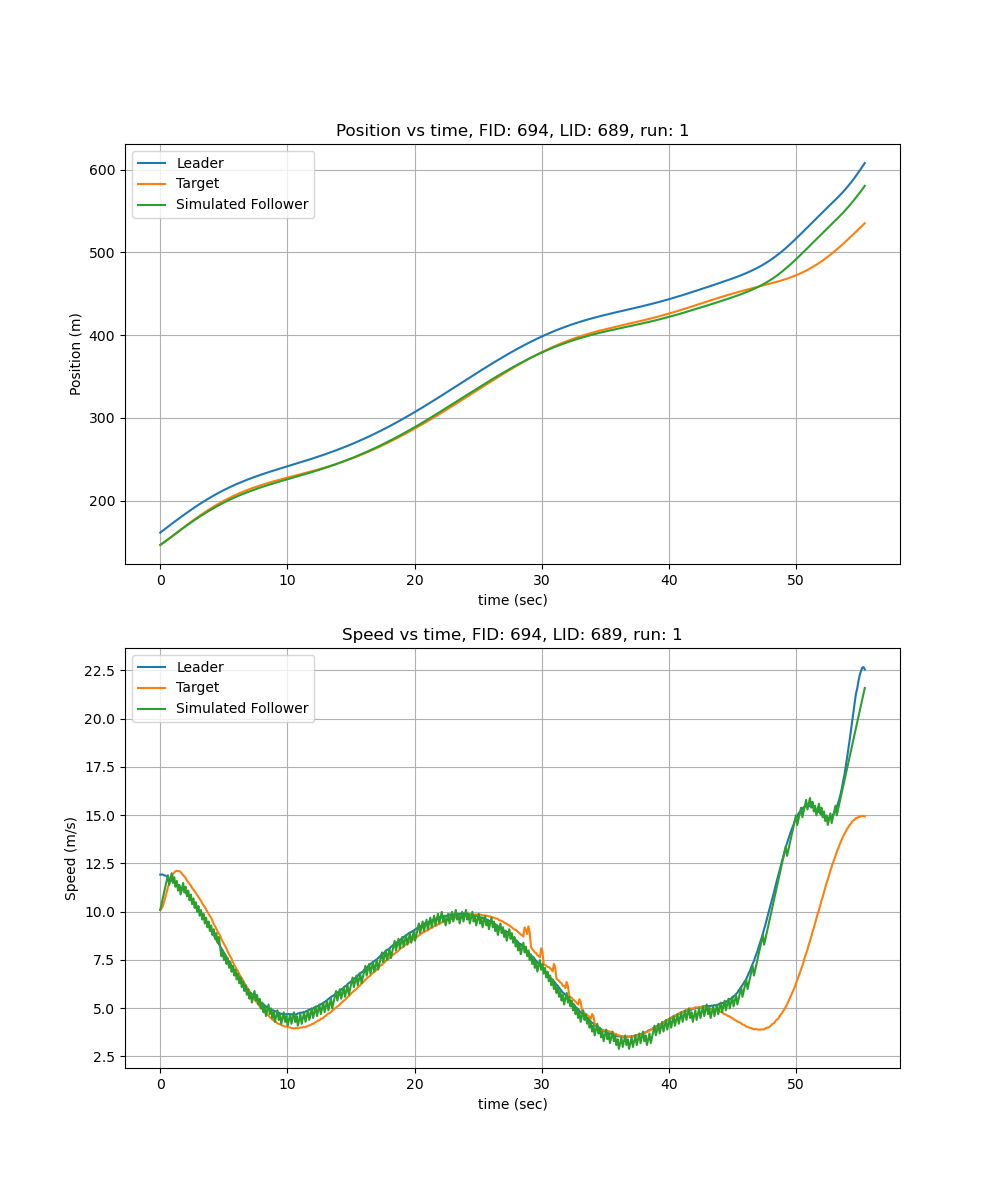 Position vs time, FID: 694, LID: 689, run: 1
Leader
Target
Simulated Follower
600
500
400
300
200
Position (m)
0 10 20 30 40 50
time (sec)
Speed vs time, FID: 694, LID: 689, run: 1
Leader
Target
Simulated Follower
22.5
20.0
17.5
15.0
12.5
10.0
7.5
5.0
2.5
Speed (m/s)
0 10 20 30 40 50
time (sec)